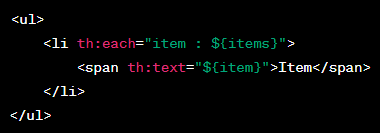 <ul>
    <li th:each="item : ${items}">
        <span th:text="${item}">Item</span>
    </li>
</ul>